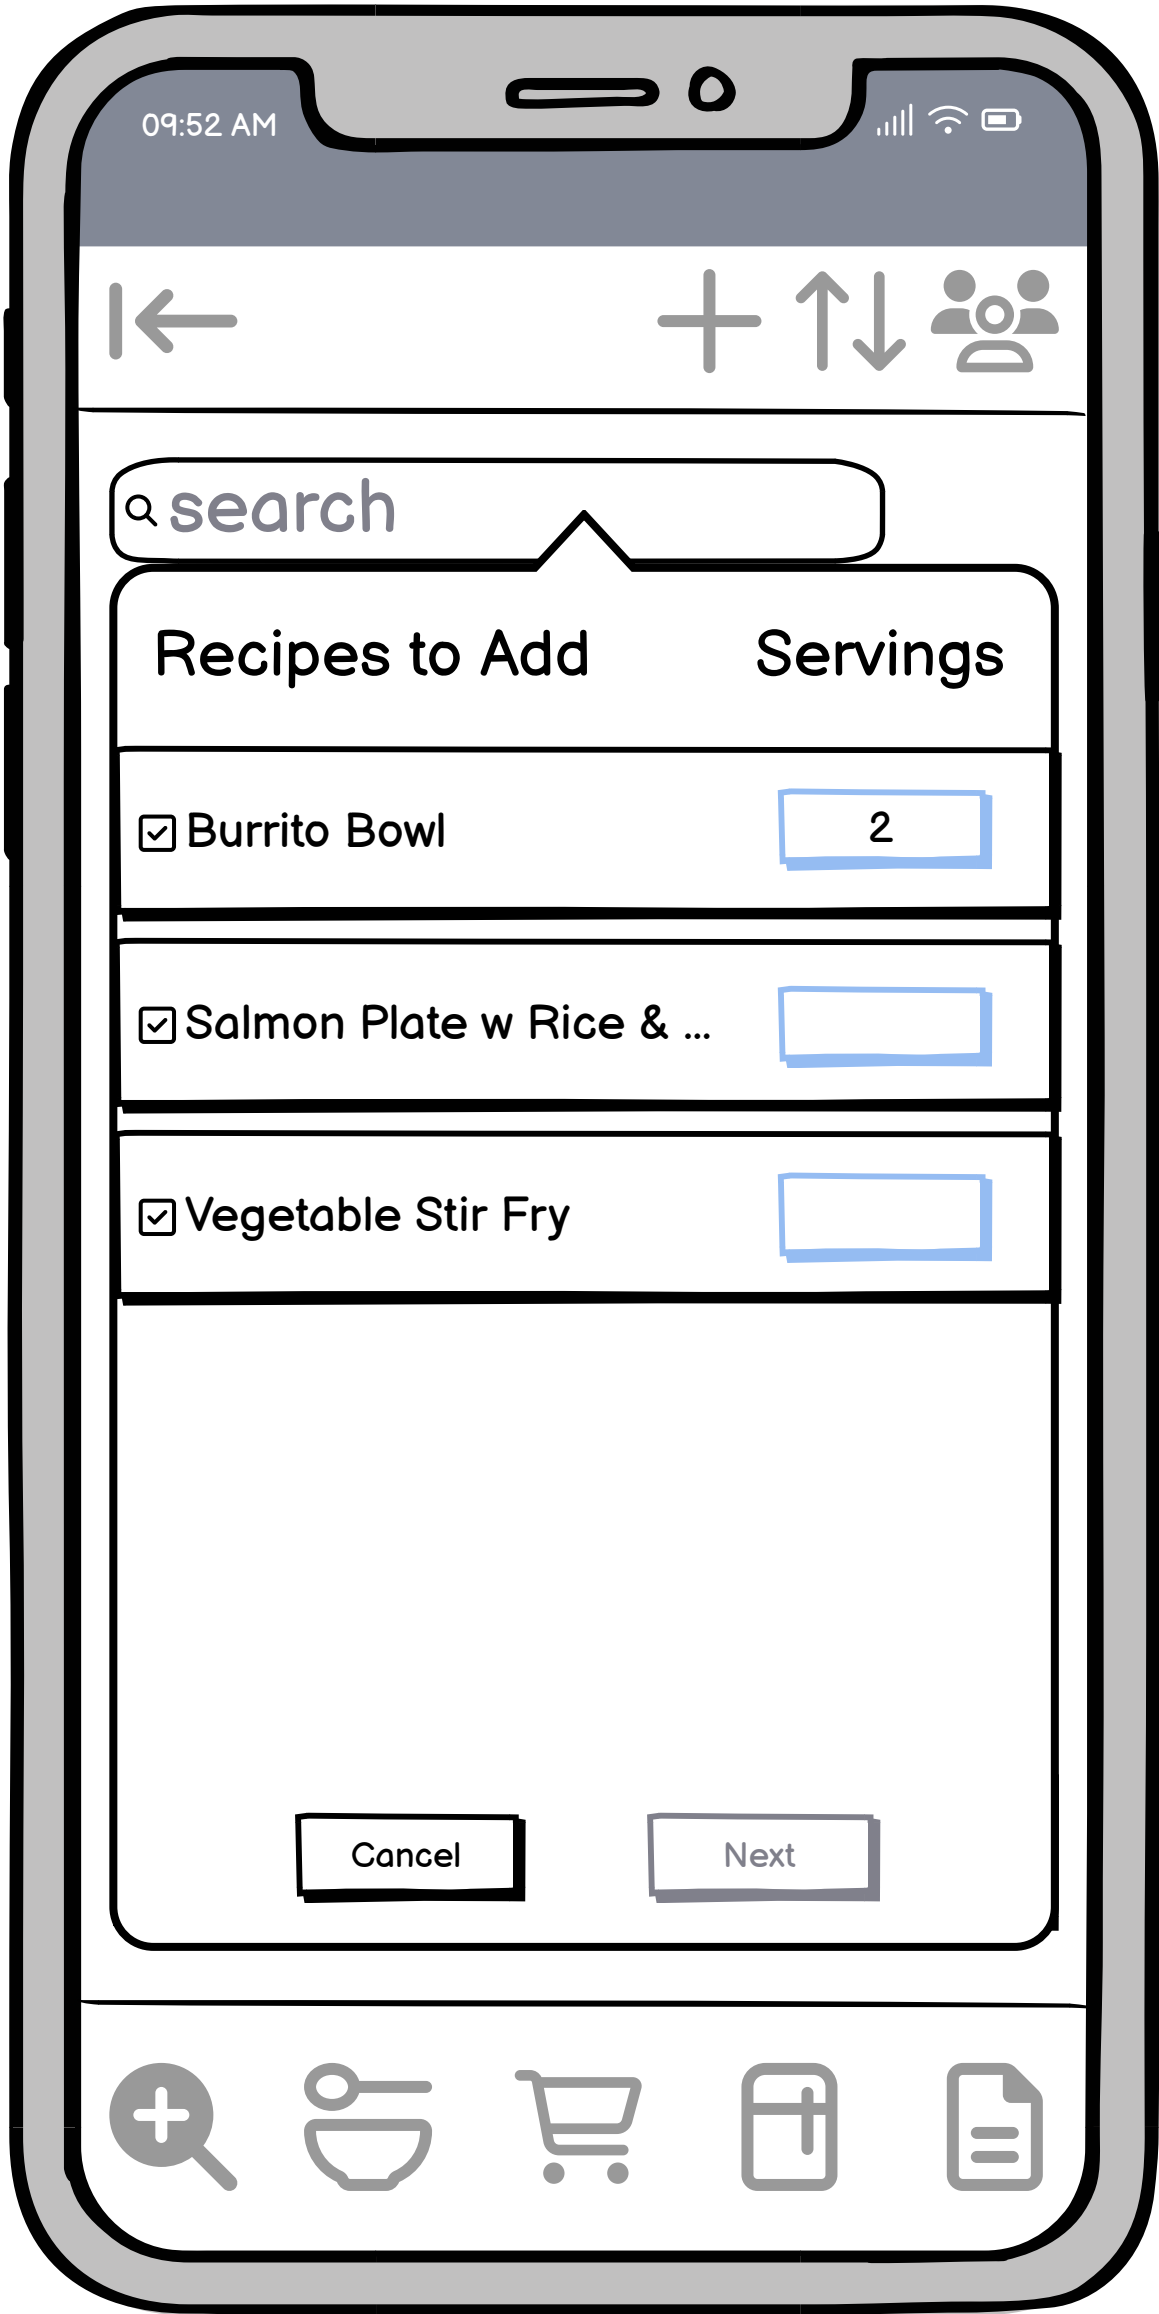 09:52 AM
search
Recipes to Add Servings
Burrito Bowl 2
Salmon Plate w Rice & ...
Vegetable Stir Fry
Cancel Next